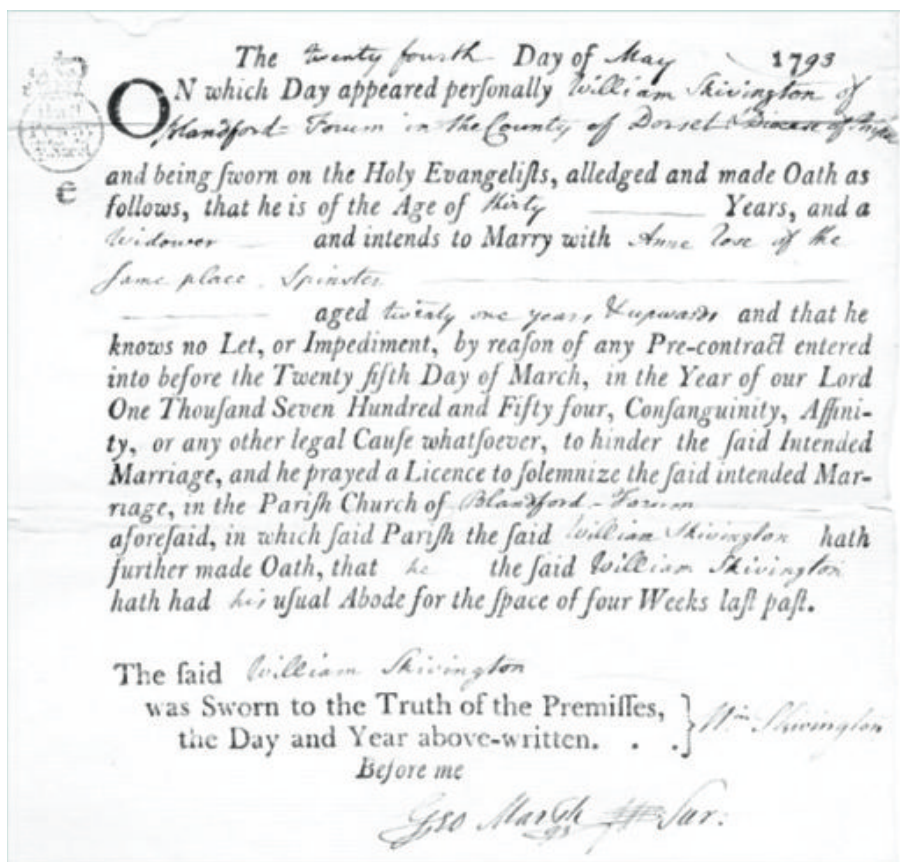 The twenty fourth Day of May 1793
ON which Day appeared perſonally William Skivington of
Blandford-Forum in the County of Dorset & Dioceſe of
and being ſworn on the Holy Evangeliſts, alledged and made Oath as
follows, that he is of the Age of thirty Years, and a
Widower and intends to Marry with Anne Rose of the
ſame place, Spinster
aged twenty one years & upwards and that he
knows no Let, or Impediment, by reaſon of any Pre-contract entered
into before the Twenty fifth Day of March, in the Year of our Lord
One Thouſand Seven Hundred and Fifty four, Conſanguinity, Affini-
ty, or any other legal Cauſe whatſoever, to hinder the ſaid Intended
Marriage, and he prayed a Licence to ſolemnize the ſaid intended Mar-
riage, in the Pariſh Church of Blandford-Forum
aforeſaid, in which ſaid Pariſh the ſaid William Skivington hath
further made Oath, that he the ſaid William Skivington
hath had his uſual Abode for the ſpace of four Weeks laſt paſt.
The ſaid William Skivington
was Sworn to the Truth of the Premiſſes,
the Day and Year above-written. . .
Wm Skivington
Before me
Geo Marsh Sur: